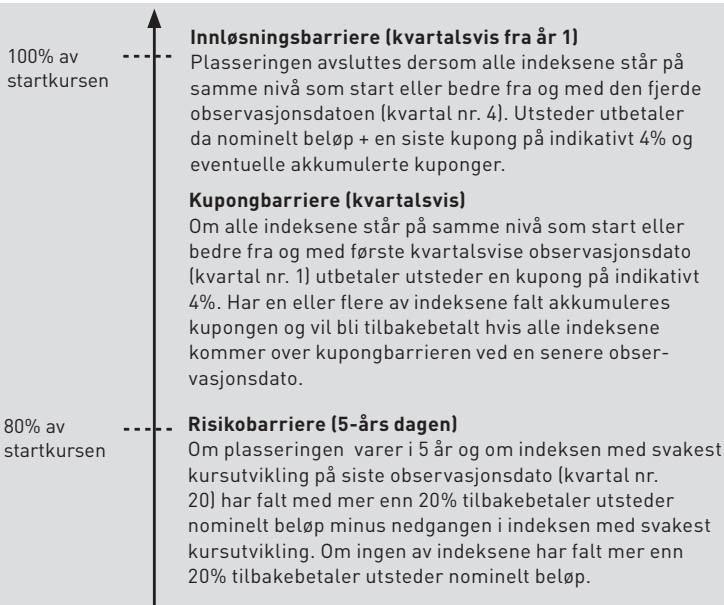 100% av
startkursen
Innløsningsbarriere (kvartalsvis fra år 1)
Plasseringen avsluttes dersom alle indeksene står på
samme nivå som start eller bedre fra og med den fjerde
observasjonsdatoen (kvartal nr. 4). Utsteder utbetaler
da nominelt beløp + en siste kupong på indikativt 4% og
eventuelle akkumulerte kuponger.
Kupongbarriere (kvartalsvis)
Om alle indeksene står på samme nivå som start eller
bedre fra og med første kvartalsvise observasjonsdato
(kvartal nr. 1) utbetaler utsteder en kupong på indikativt
4%. Har en eller flere av indeksene falt akkumuleres
kupongen og vil bli tilbakebetalt hvis alle indeksene
kommer over kupongbarrieren ved en senere obser-
vasjonsdato.
80% av
startkursen
Risikobarriere (5-års dagen)
Om plasseringen varer i 5 år og om indeksen med svakest
kursutvikling på siste observasjonsdato (kvartal nr.
20) har falt med mer enn 20% tilbakebetaler utsteder
nominelt beløp minus nedgangen i indeksen med svakest
kursutvikling. Om ingen av indeksene har falt mer enn
20% tilbakebetaler utsteder nominelt beløp.